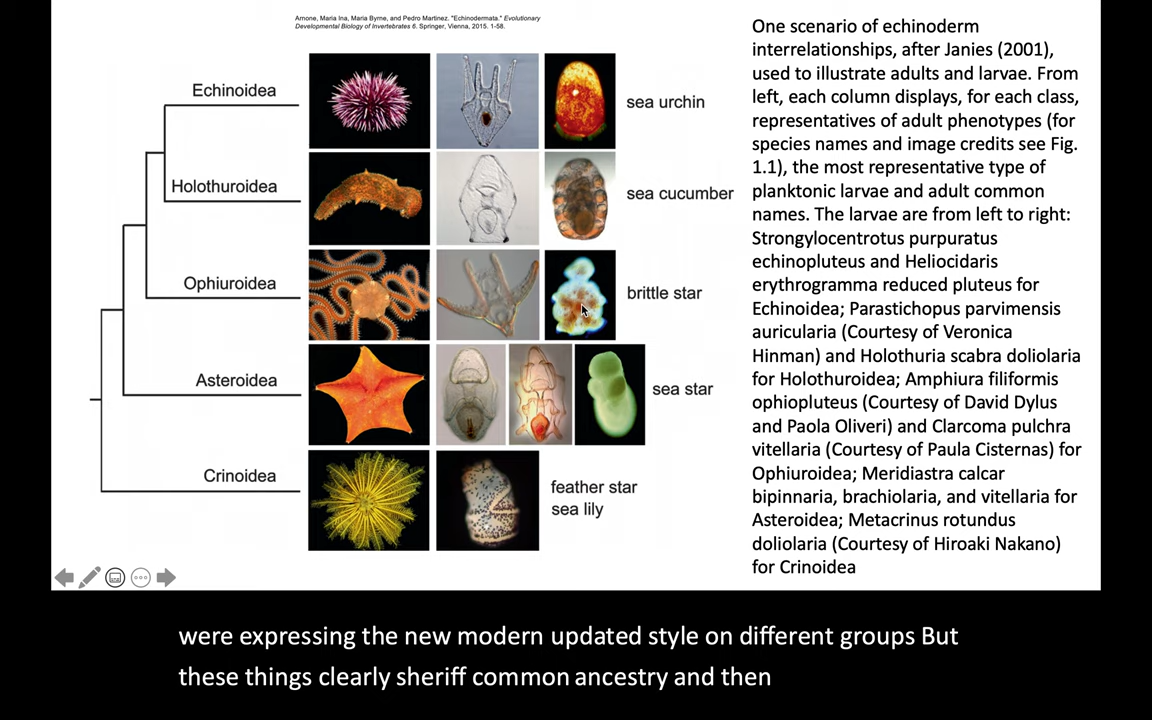 Arnone, Maria Ina, Maria Byrne, and Pedro Martinez. "Echinodermata." Evolutionary
Developmental Biology of Invertebrates 6. Springer, Vienna, 2015. 1-58.
Echinoidea
sea urchin
Holothuroidea
sea cucumber
Ophiuroidea
brittle star
Asteroidea
sea star
Crinoidea
feather star
sea lily
One scenario of echinoderm
interrelationships, after Janies (2001),
used to illustrate adults and larvae. From
left, each column displays, for each class,
representatives of adult phenotypes (for
species names and image credits see Fig.
1.1), the most representative type of
planktonic larvae and adult common
names. The larvae are from left to right:
Strongylocentrotus purpuratus
echinopluteus and Heliocidaris
erythrogramma reduced pluteus for
Echinoidea; Parastichopus parvimensis
auricularia (Courtesy of Veronica
Hinman) and Holothuria scabra doliolaria
for Holothuroidea; Amphiura filiformis
ophiopluteus (Courtesy of David Dylus
and Paola Oliveri) and Clarcoma pulchra
vitellaria (Courtesy of Paula Cisternas) for
Ophiuroidea; Meridiastra calcar
bipinnaria, brachiolaria, and vitellaria for
Asteroidea; Metacrinus rotundus
doliolaria (Courtesy of Hiroaki Nakano)
for Crinoidea
were expressing the new modern updated style on different groups But
these things clearly sheriff common ancestry and then